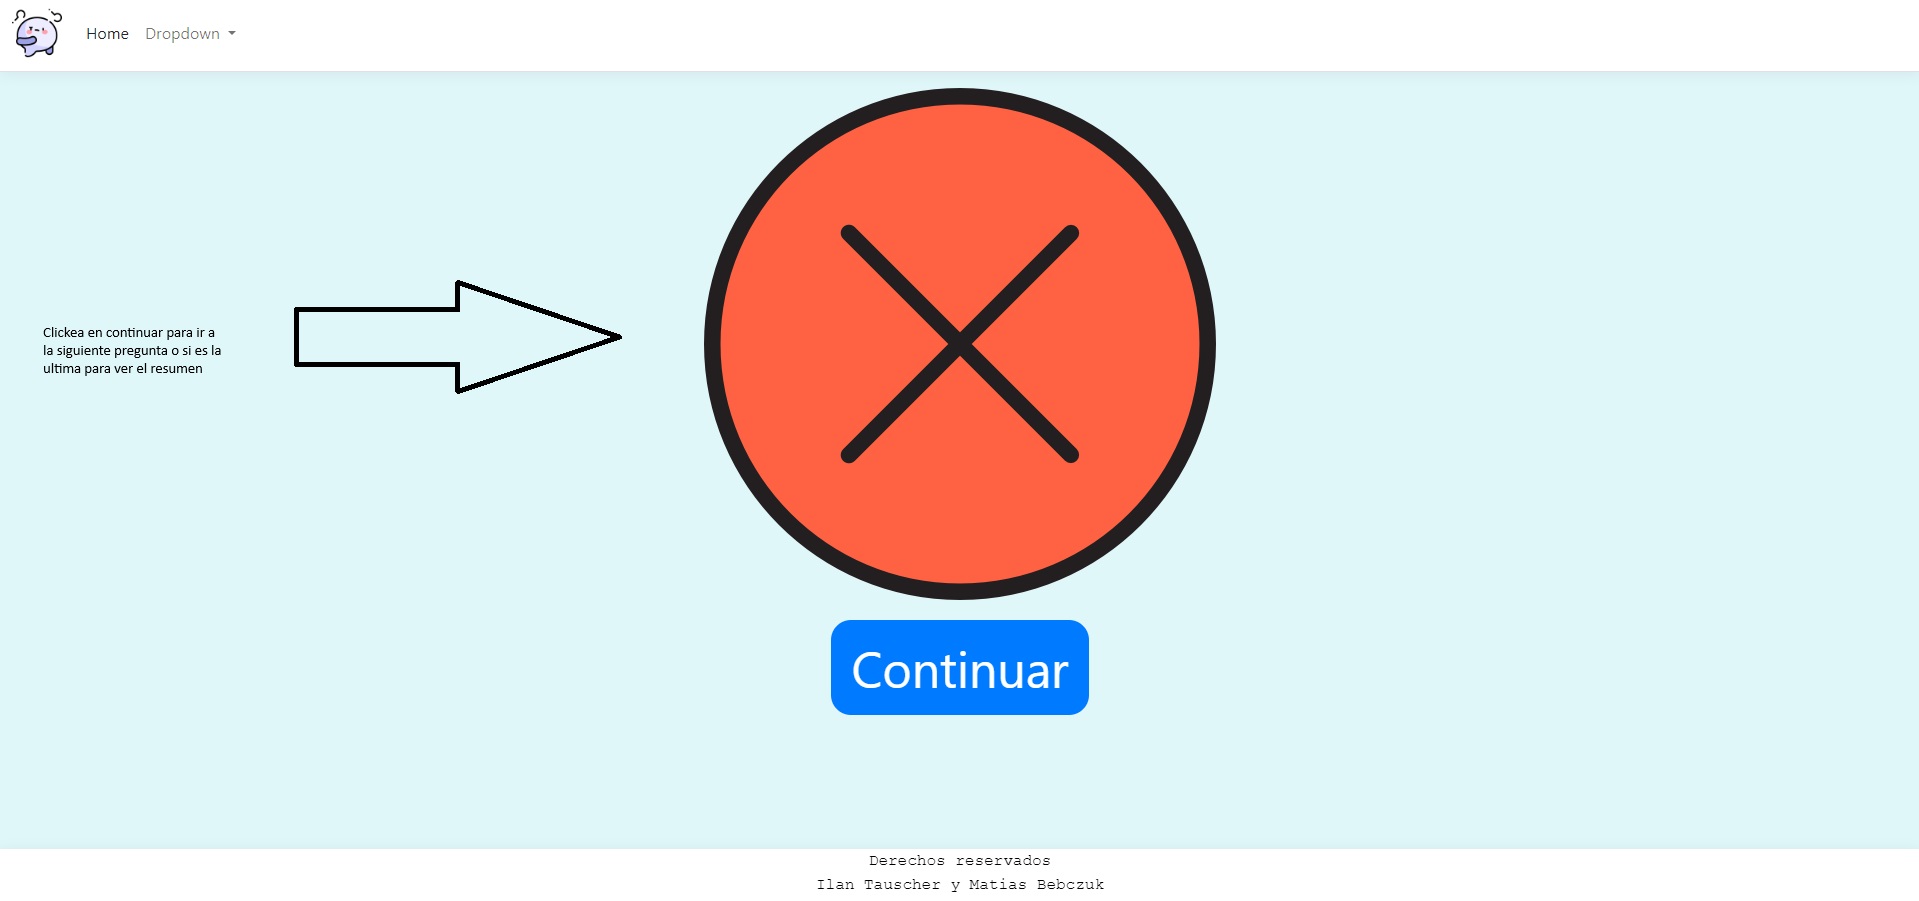 Home Dropdown
Clickea en continuar para ir a
la siguiente pregunta o si es la
ultima para ver el resumen
Continuar
Derechos reservados
Ilan Tauscher y Matias Bebczuk